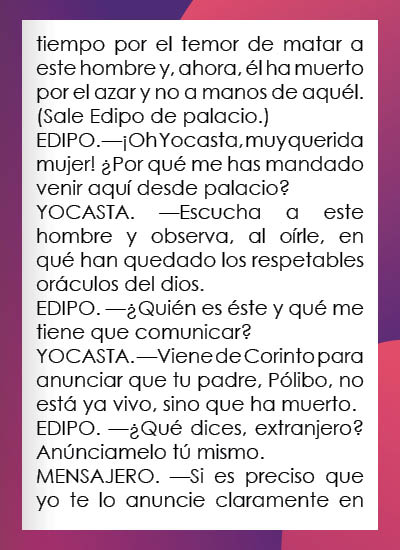 tiempo por el temor de matar a
este hombre y, ahora, él ha muerto
por el azar y no a manos de aquél.
(Sale Edipo de palacio.)
EDIPO.—¡Oh Yocasta, muy querida
mujer! ¿Por qué me has mandado
venir aquí desde palacio?
YOCASTA. —Escucha a este
hombre y observa, al oírle, en
qué han quedado los respetables
oráculos del dios.
EDIPO. —¿Quién es éste y qué me
tiene que comunicar?
YOCASTA.—Viene de Corinto para
anunciar que tu padre, Pólibo, no
está ya vivo, sino que ha muerto.
EDIPO. —¿Qué dices, extranjero?
Anúnciamelo tú mismo.
MENSAJERO. —Si es preciso que
yo te lo anuncie claramente en